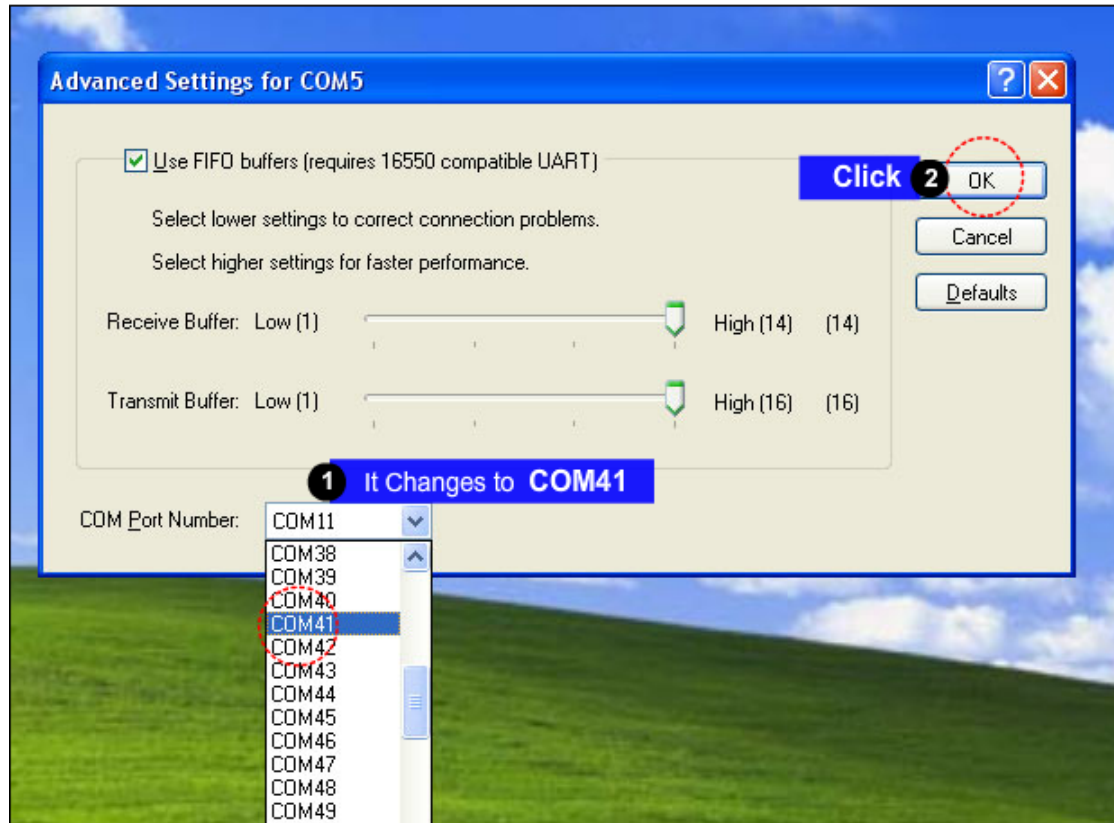 Advanced Settings for COM5
Use FIFO buffers (requires 16550 compatible UART)
Click 2 OK
Select lower settings to correct connection problems.
Cancel
Select higher settings for faster performance.
Defaults
Receive Buffer: Low (1) High (14) (14)
Transmit Buffer: Low (1) High (16) (16)
1 It Changes to COM41
COM Port Number: COM11
COM38
COM39
COM40
COM41
COM42
COM43
COM44
COM45
COM46
COM47
COM48
COM49